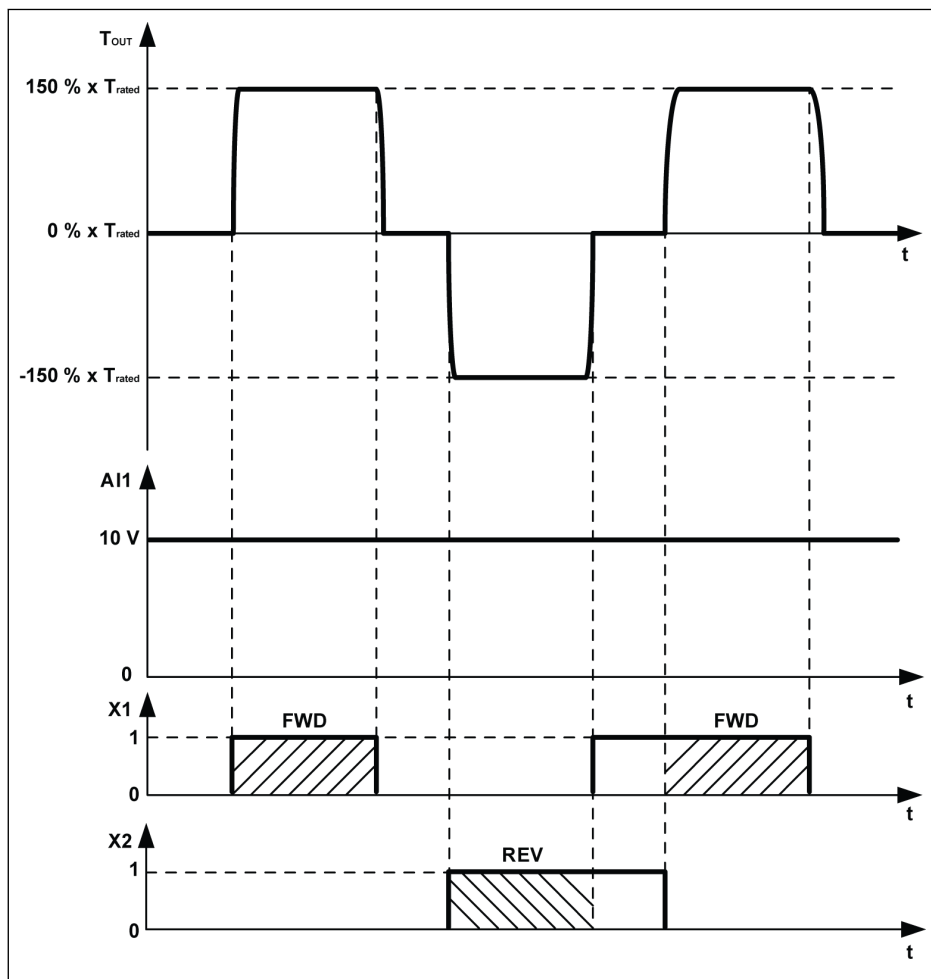 TOUT
150 % x Trated
0 % x Trated
t
-150 % x Trated
AI1
10 V
0
t
X1
FWD
FWD
1
0
t
X2
REV
1
0
t